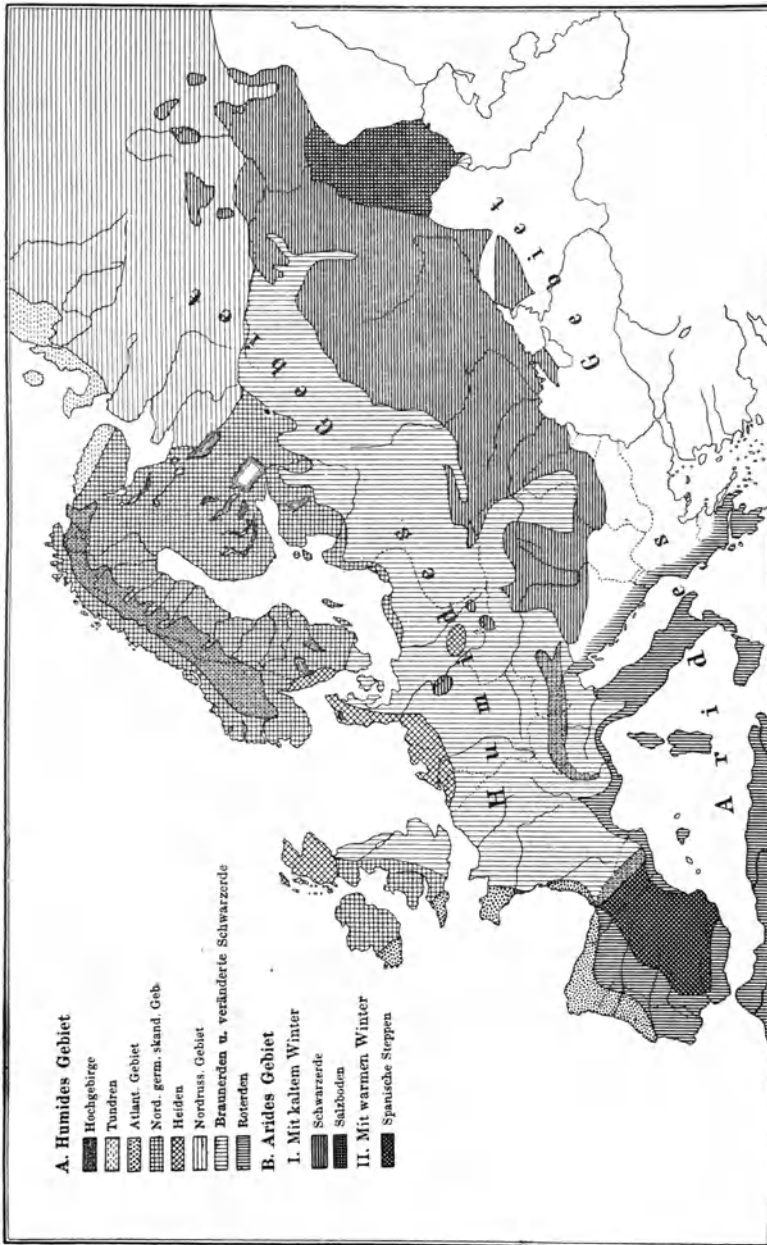 A. Humides Gebiet
Hochgebirge
Tundren
Atlant. Gebiet
Nord. germ. skand. Geb.
Heiden
Nordruss. Gebiet
Braunerden u. veränderte Schwarzerde
Roterden
B. Arides Gebiet
I. Mit kaltem Winter
Schwarzerde
Salzboden
II. Mit warmen Winter
Spanische Steppen
Humides Gebiet
Arides Gebiet